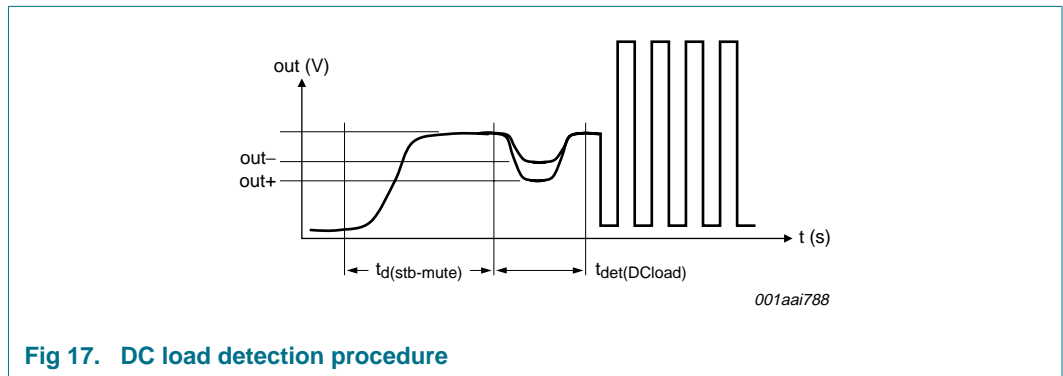 out (V)
out−
out+
t (s)
td(stb-mute)
tdet(DCload)
001aai788
Fig 17. DC load detection procedure